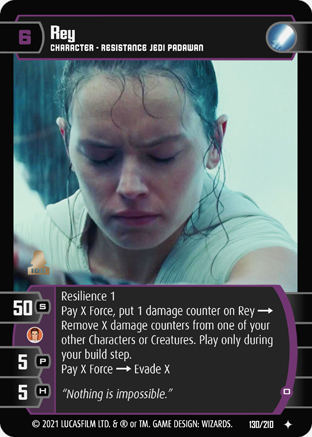 6
Rey
CHARACTER - RESISTANCE JEDI PADAWAN
50 S
5 P
5 H
Resilience 1
Pay X Force, put 1 damage counter on Rey →
Remove X damage counters from one of your
other Characters or Creatures. Play only during
your build step.
Pay X Force → Evade X
"Nothing is impossible."
© 2021 LUCASFILM LTD. & ® or TM. GAME DESIGN: WIZARDS.
130/210